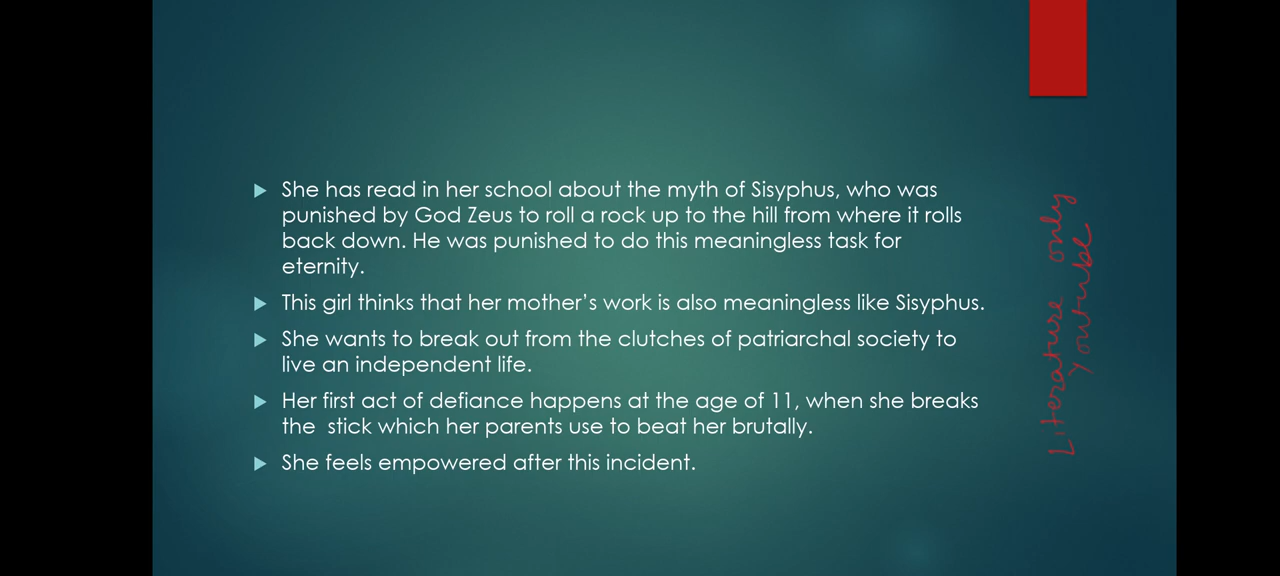 She has read in her school about the myth of Sisyphus, who was
punished by God Zeus to roll a rock up to the hill from where it rolls
back down. He was punished to do this meaningless task for
eternity.
This girl thinks that her mother's work is also meaningless like Sisyphus.
She wants to break out from the clutches of patriarchal society to
live an independent life.
Her first act of defiance happens at the age of 11, when she breaks
the  stick which her parents use to beat her brutally.
She feels empowered after this incident.
Literature only
Youtube